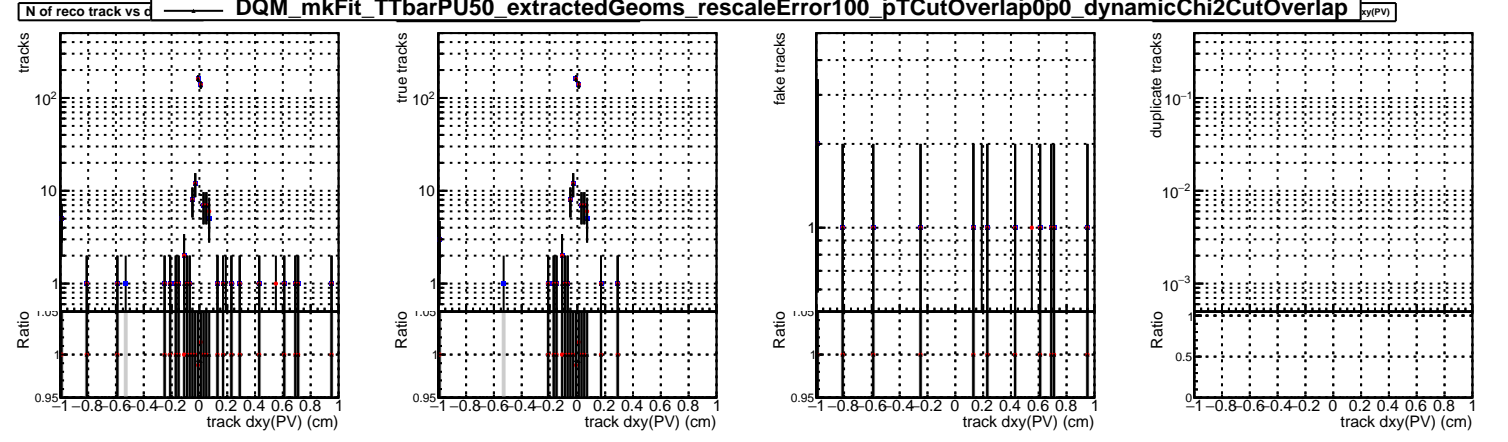 N of reco track vs d
DQM_mkFit_TTbarPU50_extractedGeoms_rescaleError100_pTCutOverlap0p0_dynamicChi2CutOverlap
xy(PV)
tracks
10²
10
1
1.05
Ratio
1
0.95
−1 −0.8 −0.6 −0.4 −0.2 0 0.2 0.4 0.6 0.8 1
track dxy(PV) (cm)
true tracks
10²
10
1
1.05
Ratio
1
0.95
−1 −0.8 −0.6 −0.4 −0.2 0 0.2 0.4 0.6 0.8 1
track dxy(PV) (cm)
fake tracks
1
1.05
Ratio
1
0.95
−1 −0.8 −0.6 −0.4 −0.2 0 0.2 0.4 0.6 0.8 1
track dxy(PV) (cm)
duplicate tracks
10⁻¹
10⁻²
10⁻³
Ratio
1
0.5
0
−1 −0.8 −0.6 −0.4 −0.2 0 0.2 0.4 0.6 0.8 1
track dxy(PV) (cm)